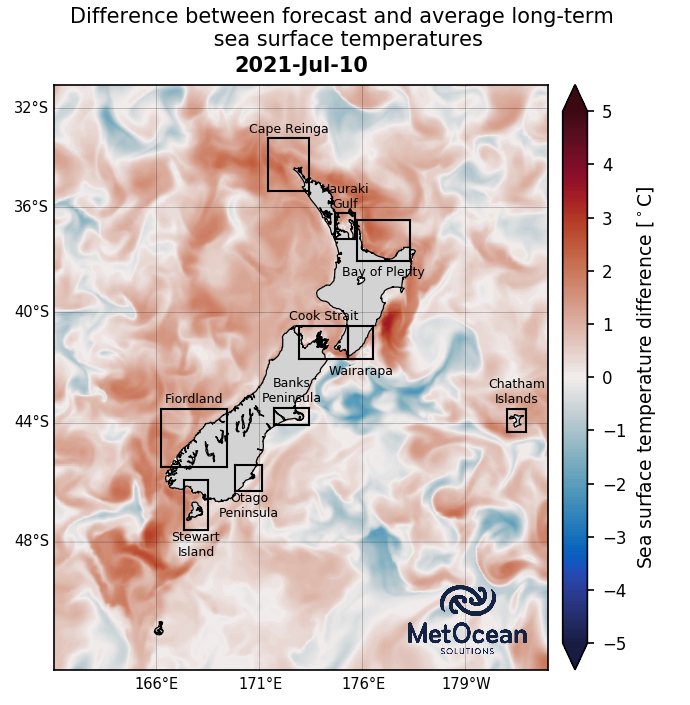 Difference between forecast and average long-term
sea surface temperatures
2021-Jul-10
32°S
36°S
40°S
44°S
48°S
Cape Reinga
Hauraki
Gulf
Bay of Plenty
Cook Strait
Wairarapa
Banks
Peninsula
Fiordland
Chatham
Islands
Otago
Peninsula
Stewart
Island
MetOcean
SOLUTIONS
166°E
171°E
176°E
179°W
5
4
3
2
1
0
−1
−2
−3
−4
−5
Sea surface temperature difference [°C]